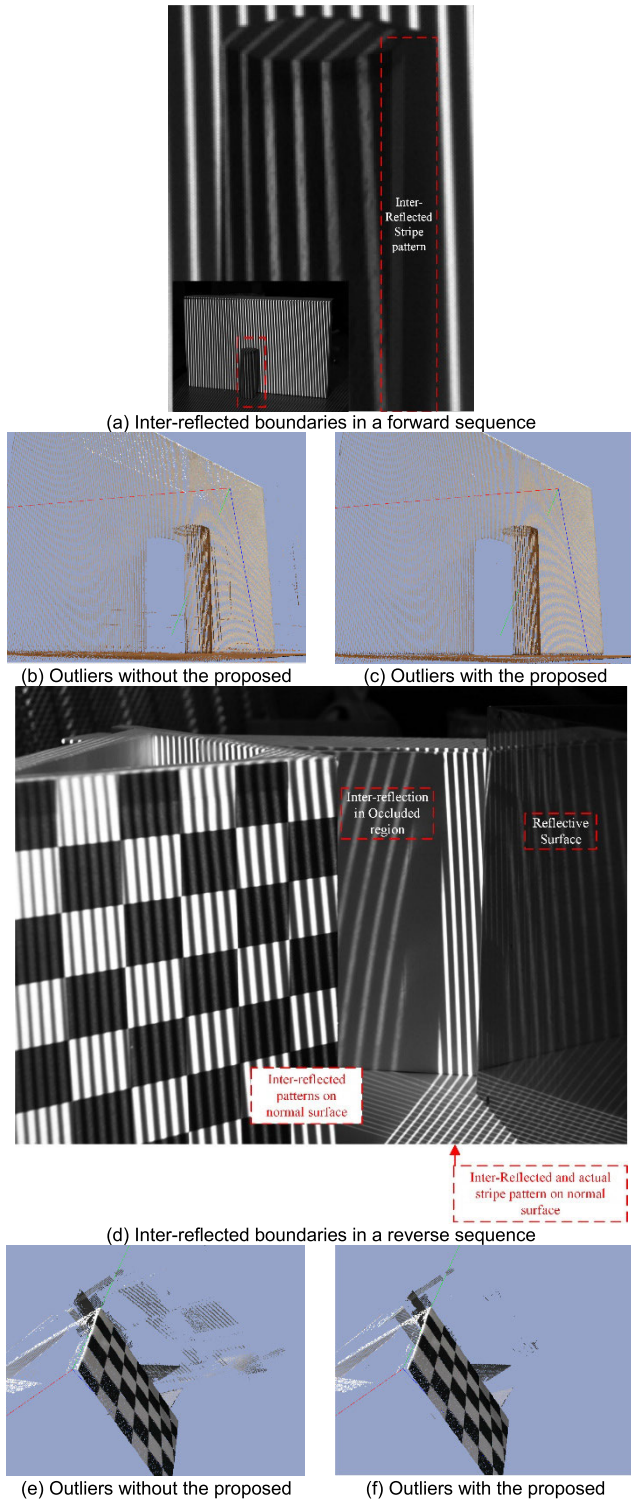 Inter-
Reflected
Stripe
pattern
(a) Inter-reflected boundaries in a forward sequence
(b) Outliers without the proposed
(c) Outliers with the proposed
Inter-reflection
in Occluded
region
Reflective
Surface
Inter-reflected
patterns on
normal surface
Inter-Reflected and actual
stripe pattern on normal
surface
(d) Inter-reflected boundaries in a reverse sequence
(e) Outliers without the proposed
(f) Outliers with the proposed